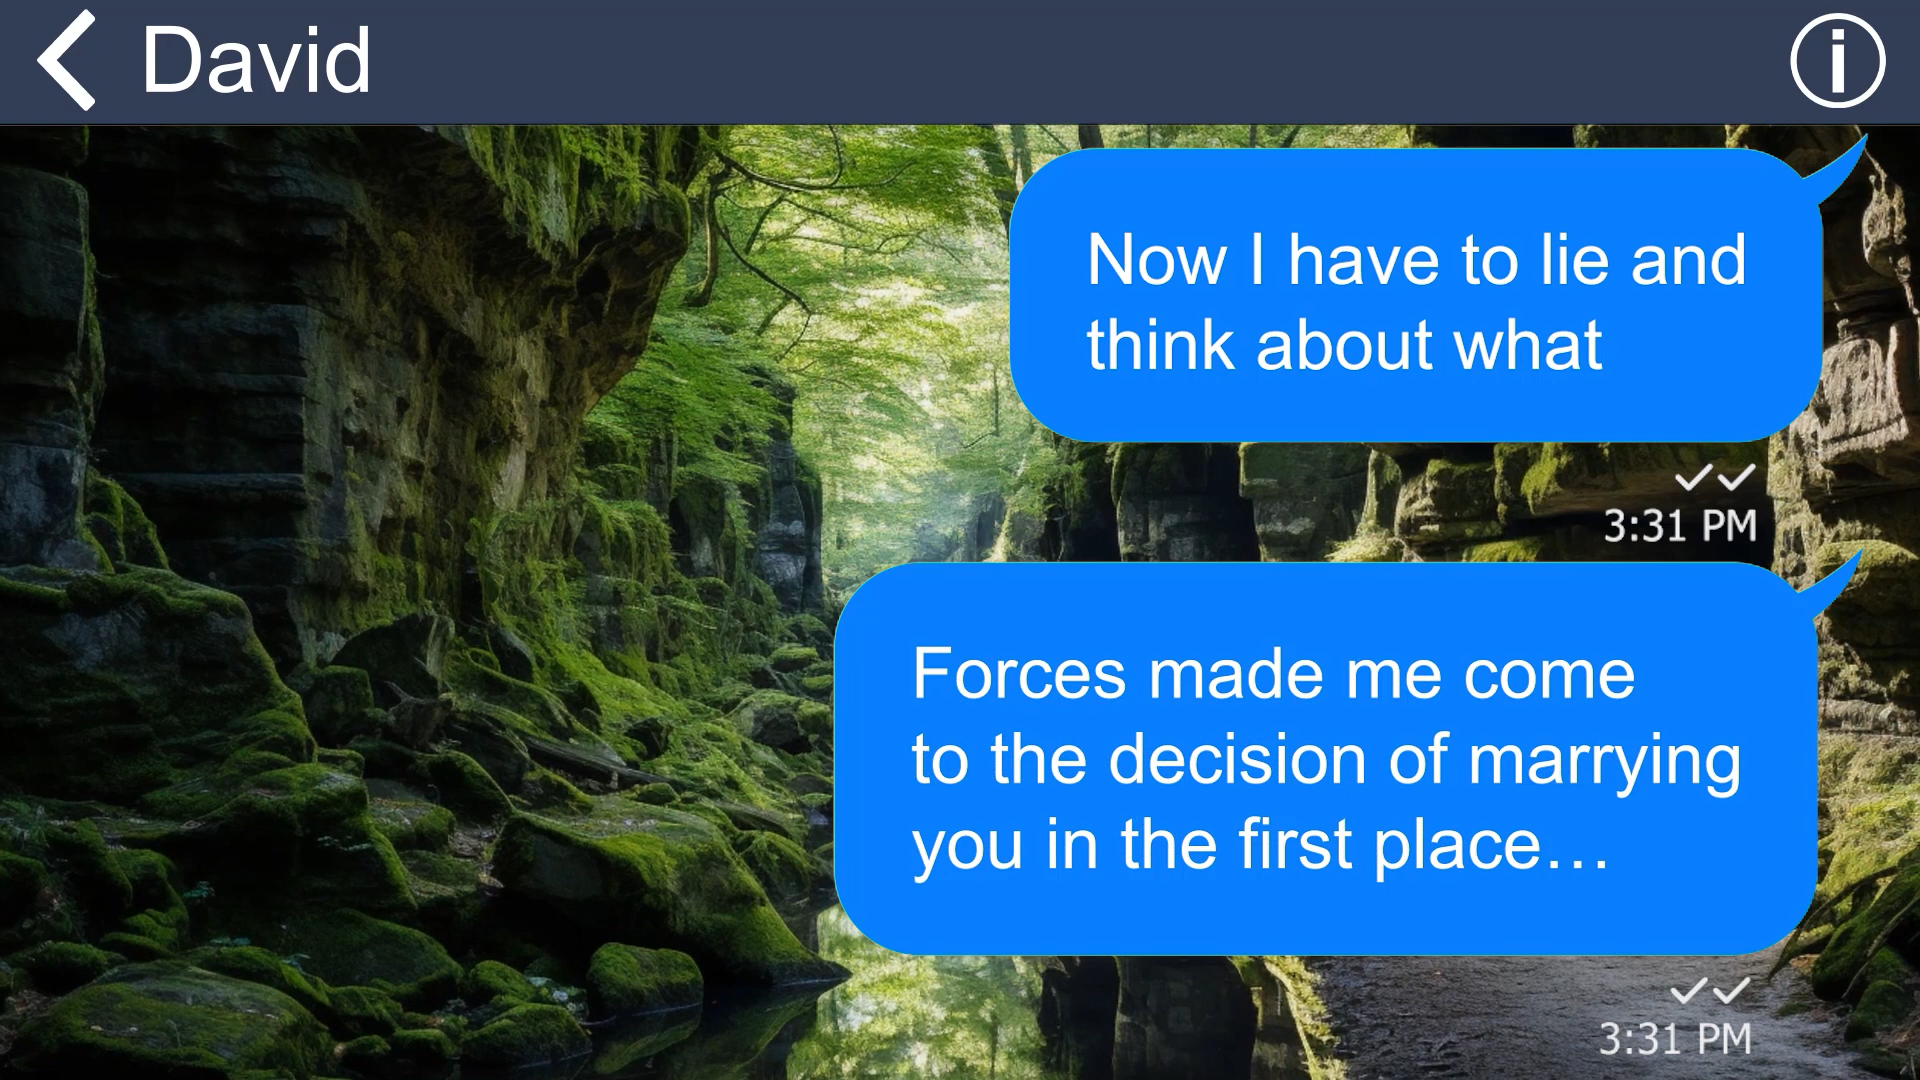 David
Now I have to lie and
think about what
3:31 PM
Forces made me come
to the decision of marrying
you in the first place…
3:31 PM